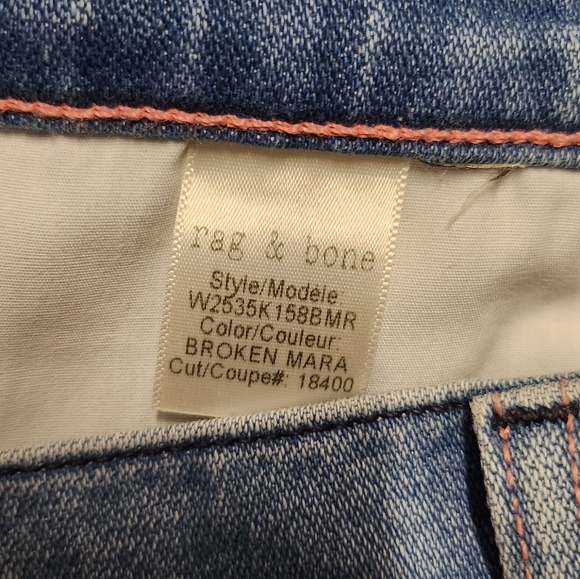 rag & bone
Style/Modèle
W2535K158BMR
Color/Couleur:
BROKEN MARA
Cut/Coupe#: 18400